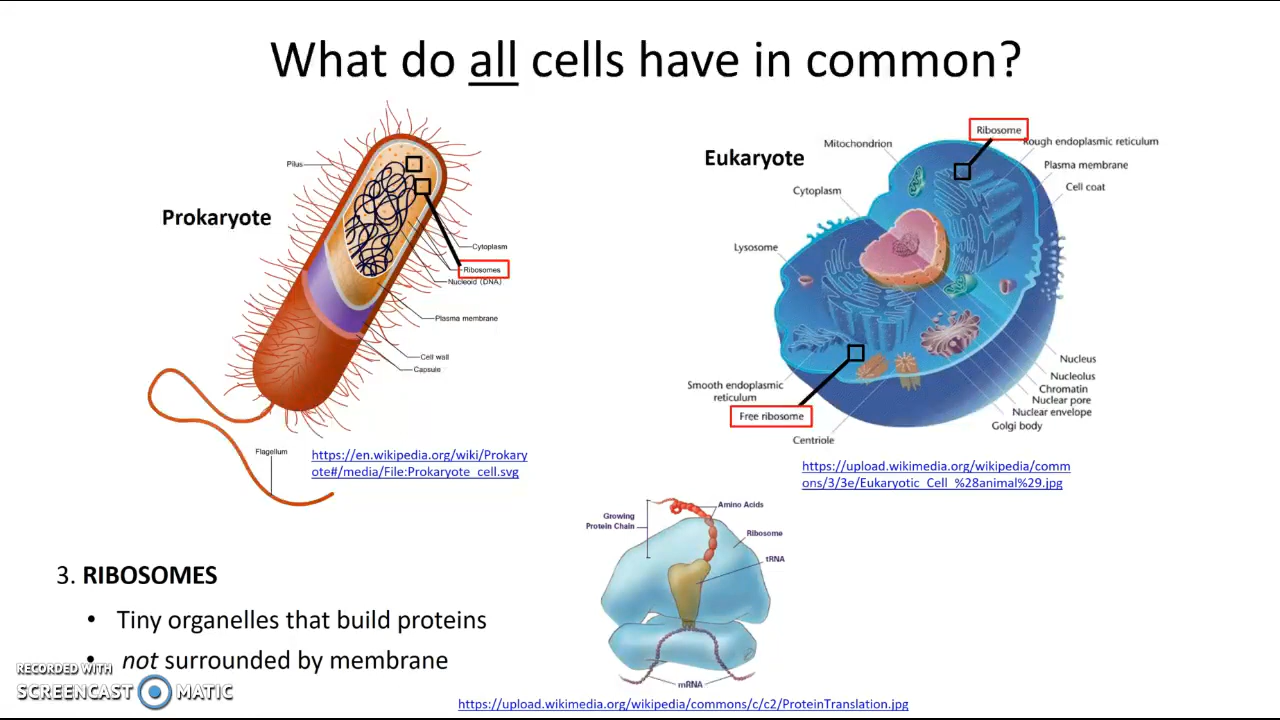 What do all cells have in common?
Prokaryote
Pilus
Cytoplasm
Ribosomes
Nucleoid (DNA)
Plasma membrane
Cell wall
Capsule
Flagellum
https://en.wikipedia.org/wiki/Prokary
ote#/media/File:Prokaryote_cell.svg
Eukaryote
Ribosome
Mitochondrion
Rough endoplasmic reticulum
Plasma membrane
Cytoplasm
Cell coat
Lysosome
Nucleus
Nucleolus
Chromatin
Nuclear pore
Nuclear envelope
Golgi body
Smooth endoplasmic
reticulum
Free ribosome
Centriole
https://upload.wikimedia.org/wikipedia/comm
ons/3/3e/Eukaryotic_Cell_%28animal%29.jpg
Amino Acids
Growing
Protein Chain
Ribosome
tRNA
mRNA
3. RIBOSOMES
• Tiny organelles that build proteins
• not surrounded by membrane
RECORDED WITH
SCREENCAST MATIC
https://upload.wikimedia.org/wikipedia/commons/c/c2/ProteinTranslation.jpg